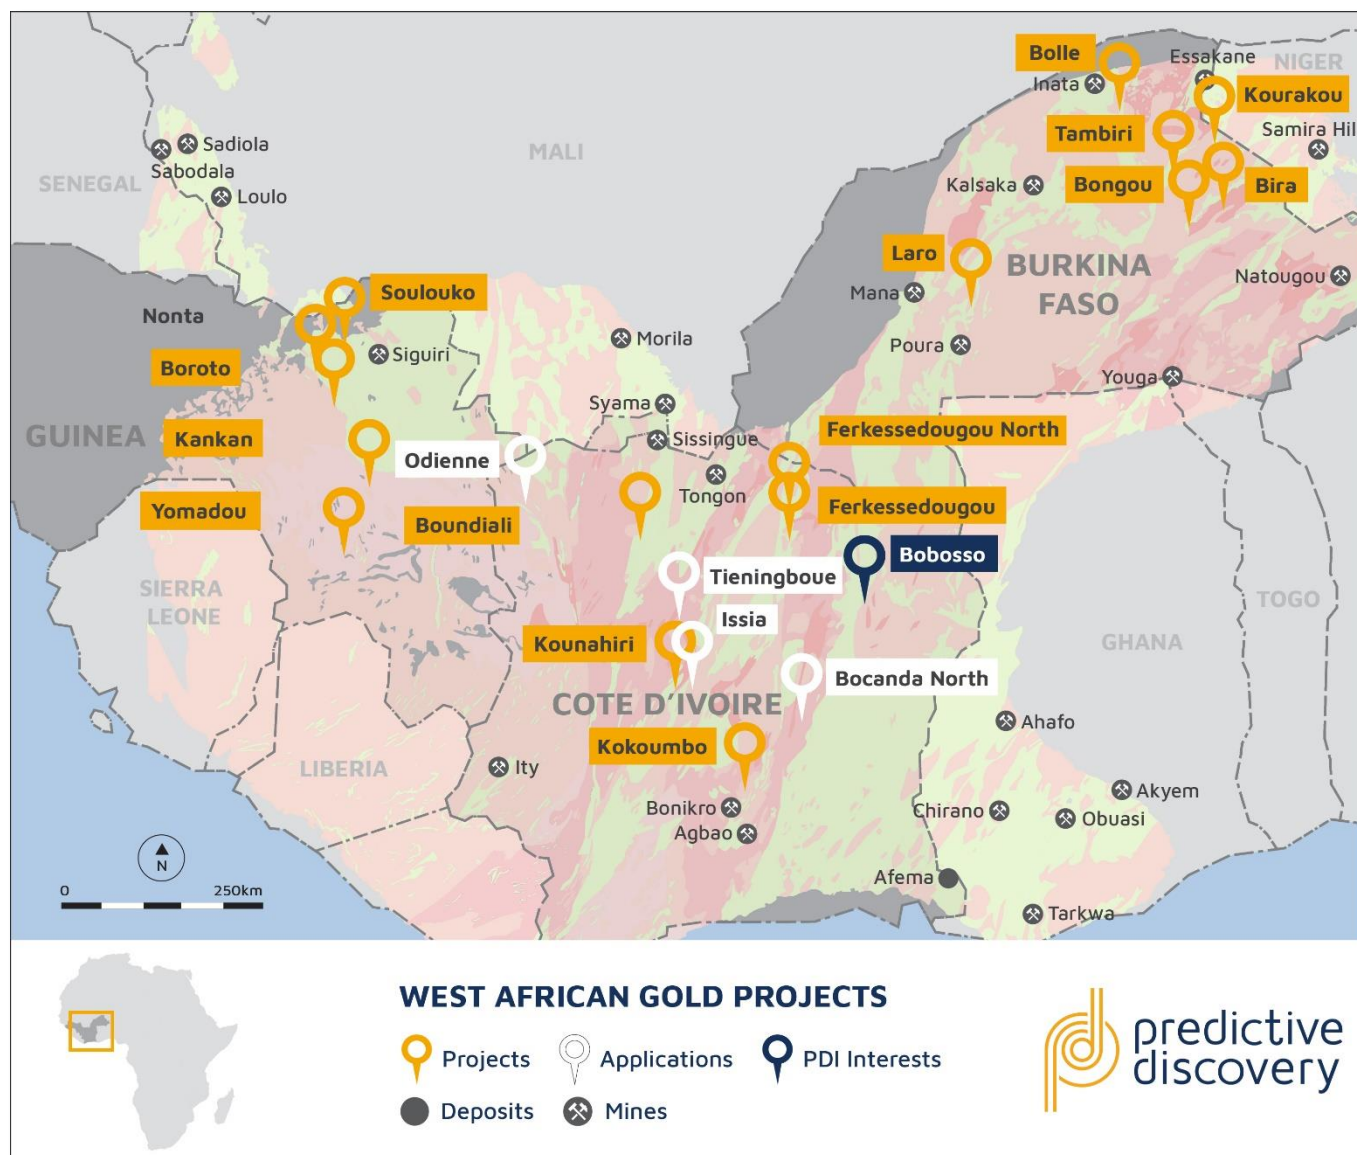 Bolle
Essakane
NIGER
Inata
Kourakou
Tambiri
Samira Hil
Sadiola
Sabodala
MALI
SENEGAL
Loulo
Kalsaka
Bongou
Bira
Laro
BURKINA
FASO
Natougou
Mana
Soulouko
Nonta
Siguiri
Morila
Poura
Boroto
Youga
Syama
GUINEA
Kankan
Sissingue
Ferkessedougou North
Odienne
Tongon
Yomadou
Boundiali
Ferkessedougou
Bobosso
Tieningboue
SIERRA
LEONE
TOGO
Issia
Kounahiri
GHANA
Bocanda North
COTE D'IVOIRE
Ahafo
Kokoumbo
LIBERIA
Ity
Akyem
Bonikro
Chirano
Obuasi
Agbao
N
Afema
0 250km
Tarkwa
WEST AFRICAN GOLD PROJECTS
Projects Applications PDI Interests
Deposits Mines
predictive
discovery